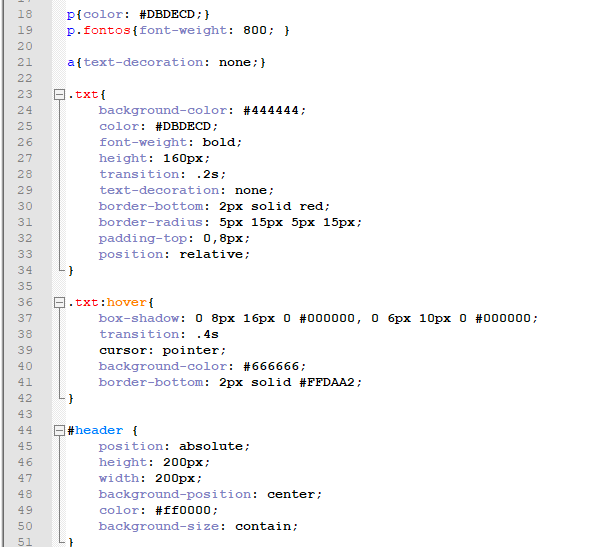 18 p{color: #DBDECD;}
19 p.fontos{font-weight: 800; }
20
21 a{text-decoration: none;}
22
23 .txt{
24 background-color: #444444;
25 color: #DBDECD;
26 font-weight: bold;
27 height: 160px;
28 transition: .2s;
29 text-decoration: none;
30 border-bottom: 2px solid red;
31 border-radius: 5px 15px 5px 15px;
32 padding-top: 0,8px;
33 position: relative;
34 }
35
36 .txt:hover{
37 box-shadow: 0 8px 16px 0 #000000, 0 6px 10px 0 #000000;
38 transition: .4s
39 cursor: pointer;
40 background-color: #666666;
41 border-bottom: 2px solid #FFDAA2;
42 }
43
44 #header {
45 position: absolute;
46 height: 200px;
47 width: 200px;
48 background-position: center;
49 color: #ff0000;
50 background-size: contain;
51 }